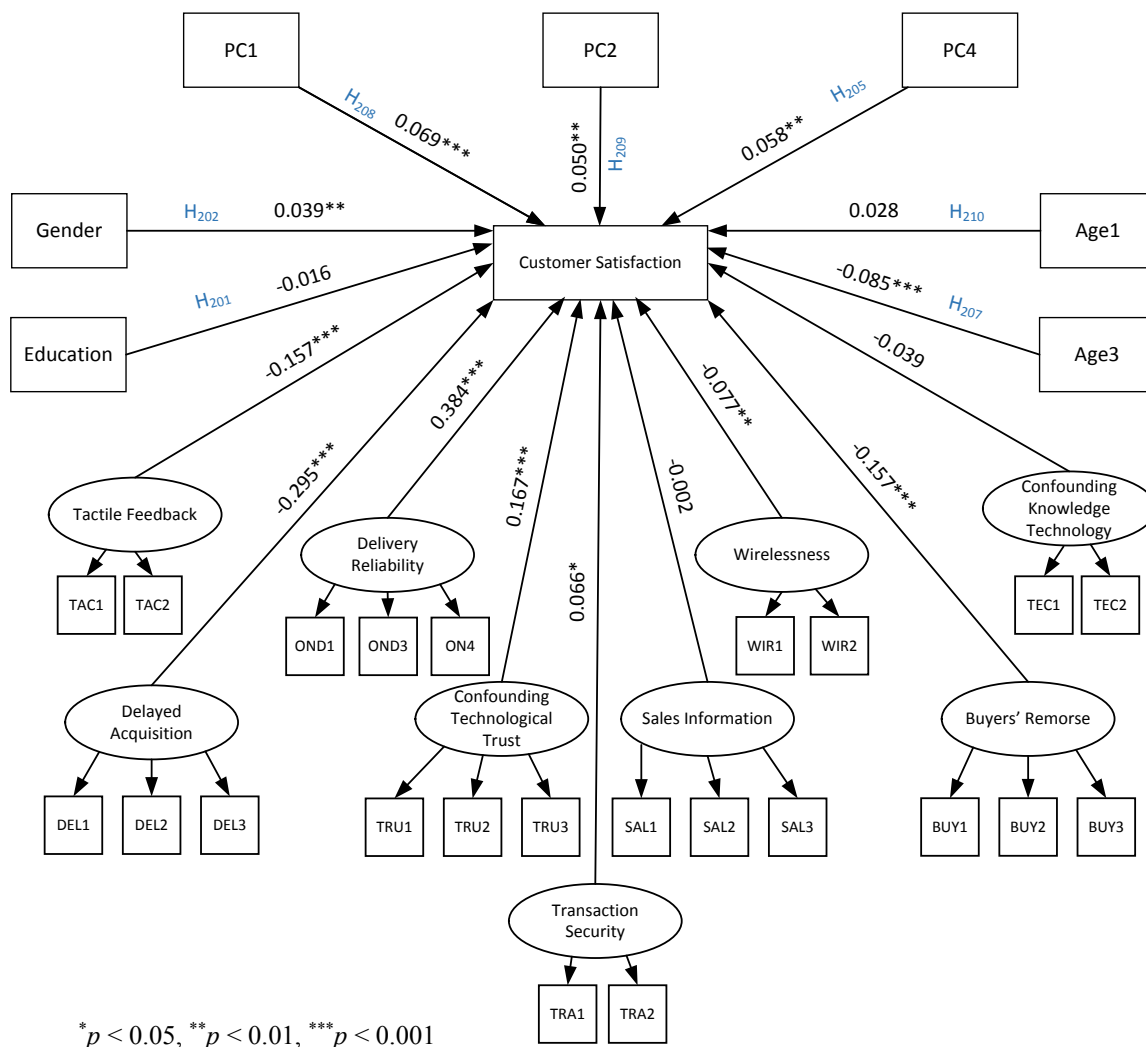 PC1
PC2
PC4
H208
0.069***
0.050**
H209
H205
0.058**
Gender
H202
0.039**
Customer Satisfaction
0.028
H210
Age1
Education
H201
-0.016
-0.085***
H207
Age3
-0.157***
-0.295***
0.384***
0.167***
0.066*
-0.002
-0.077**
-0.157***
-0.039
Tactile Feedback
TAC1
TAC2
Delivery
Reliability
OND1
OND3
ON4
Wirelessness
WIR1
WIR2
Confounding
Knowledge
Technology
TEC1
TEC2
Delayed
Acquisition
DEL1
DEL2
DEL3
Confounding
Technological
Trust
TRU1
TRU2
TRU3
Sales Information
SAL1
SAL2
SAL3
Buyers’ Remorse
BUY1
BUY2
BUY3
Transaction
Security
TRA1
TRA2
*p < 0.05, **p < 0.01, ***p < 0.001